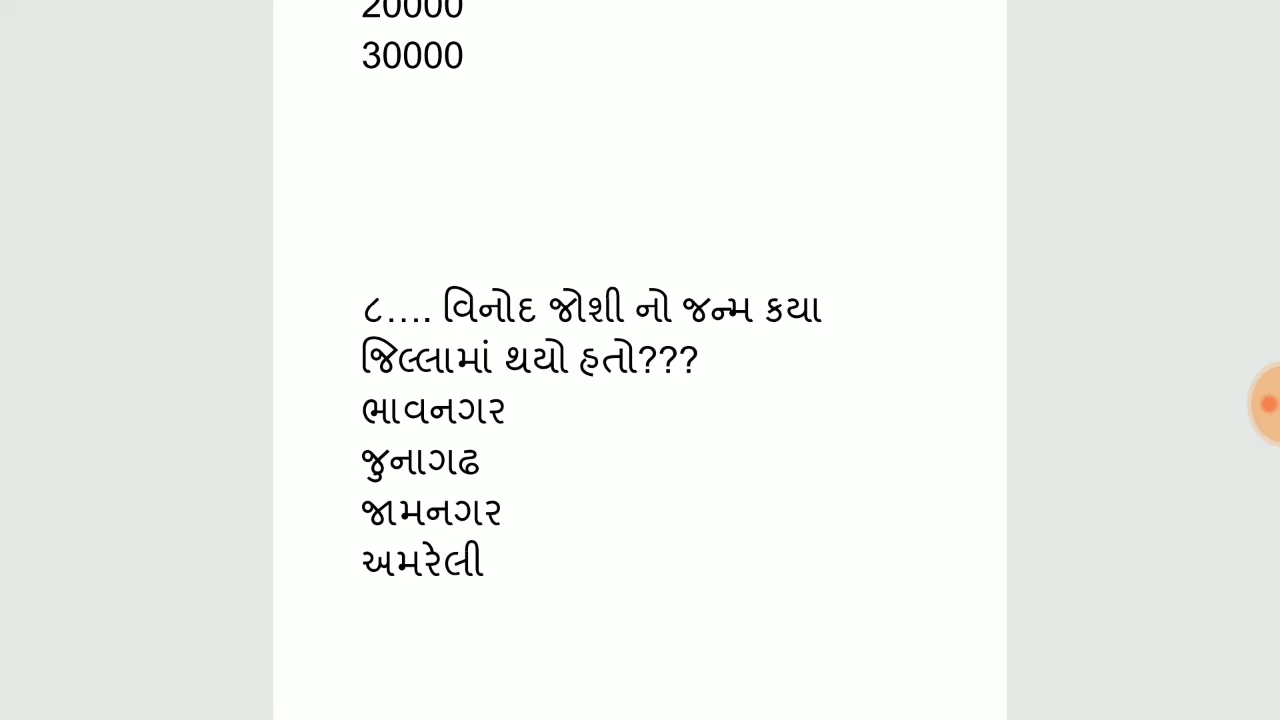 20000
30000
૮.... વિનોદ જોશી નો જન્મ કયા
જિલ્લામાં થયો હતો???
ભાવનગર
જુનાગઢ
જામનગર
અમરેલી